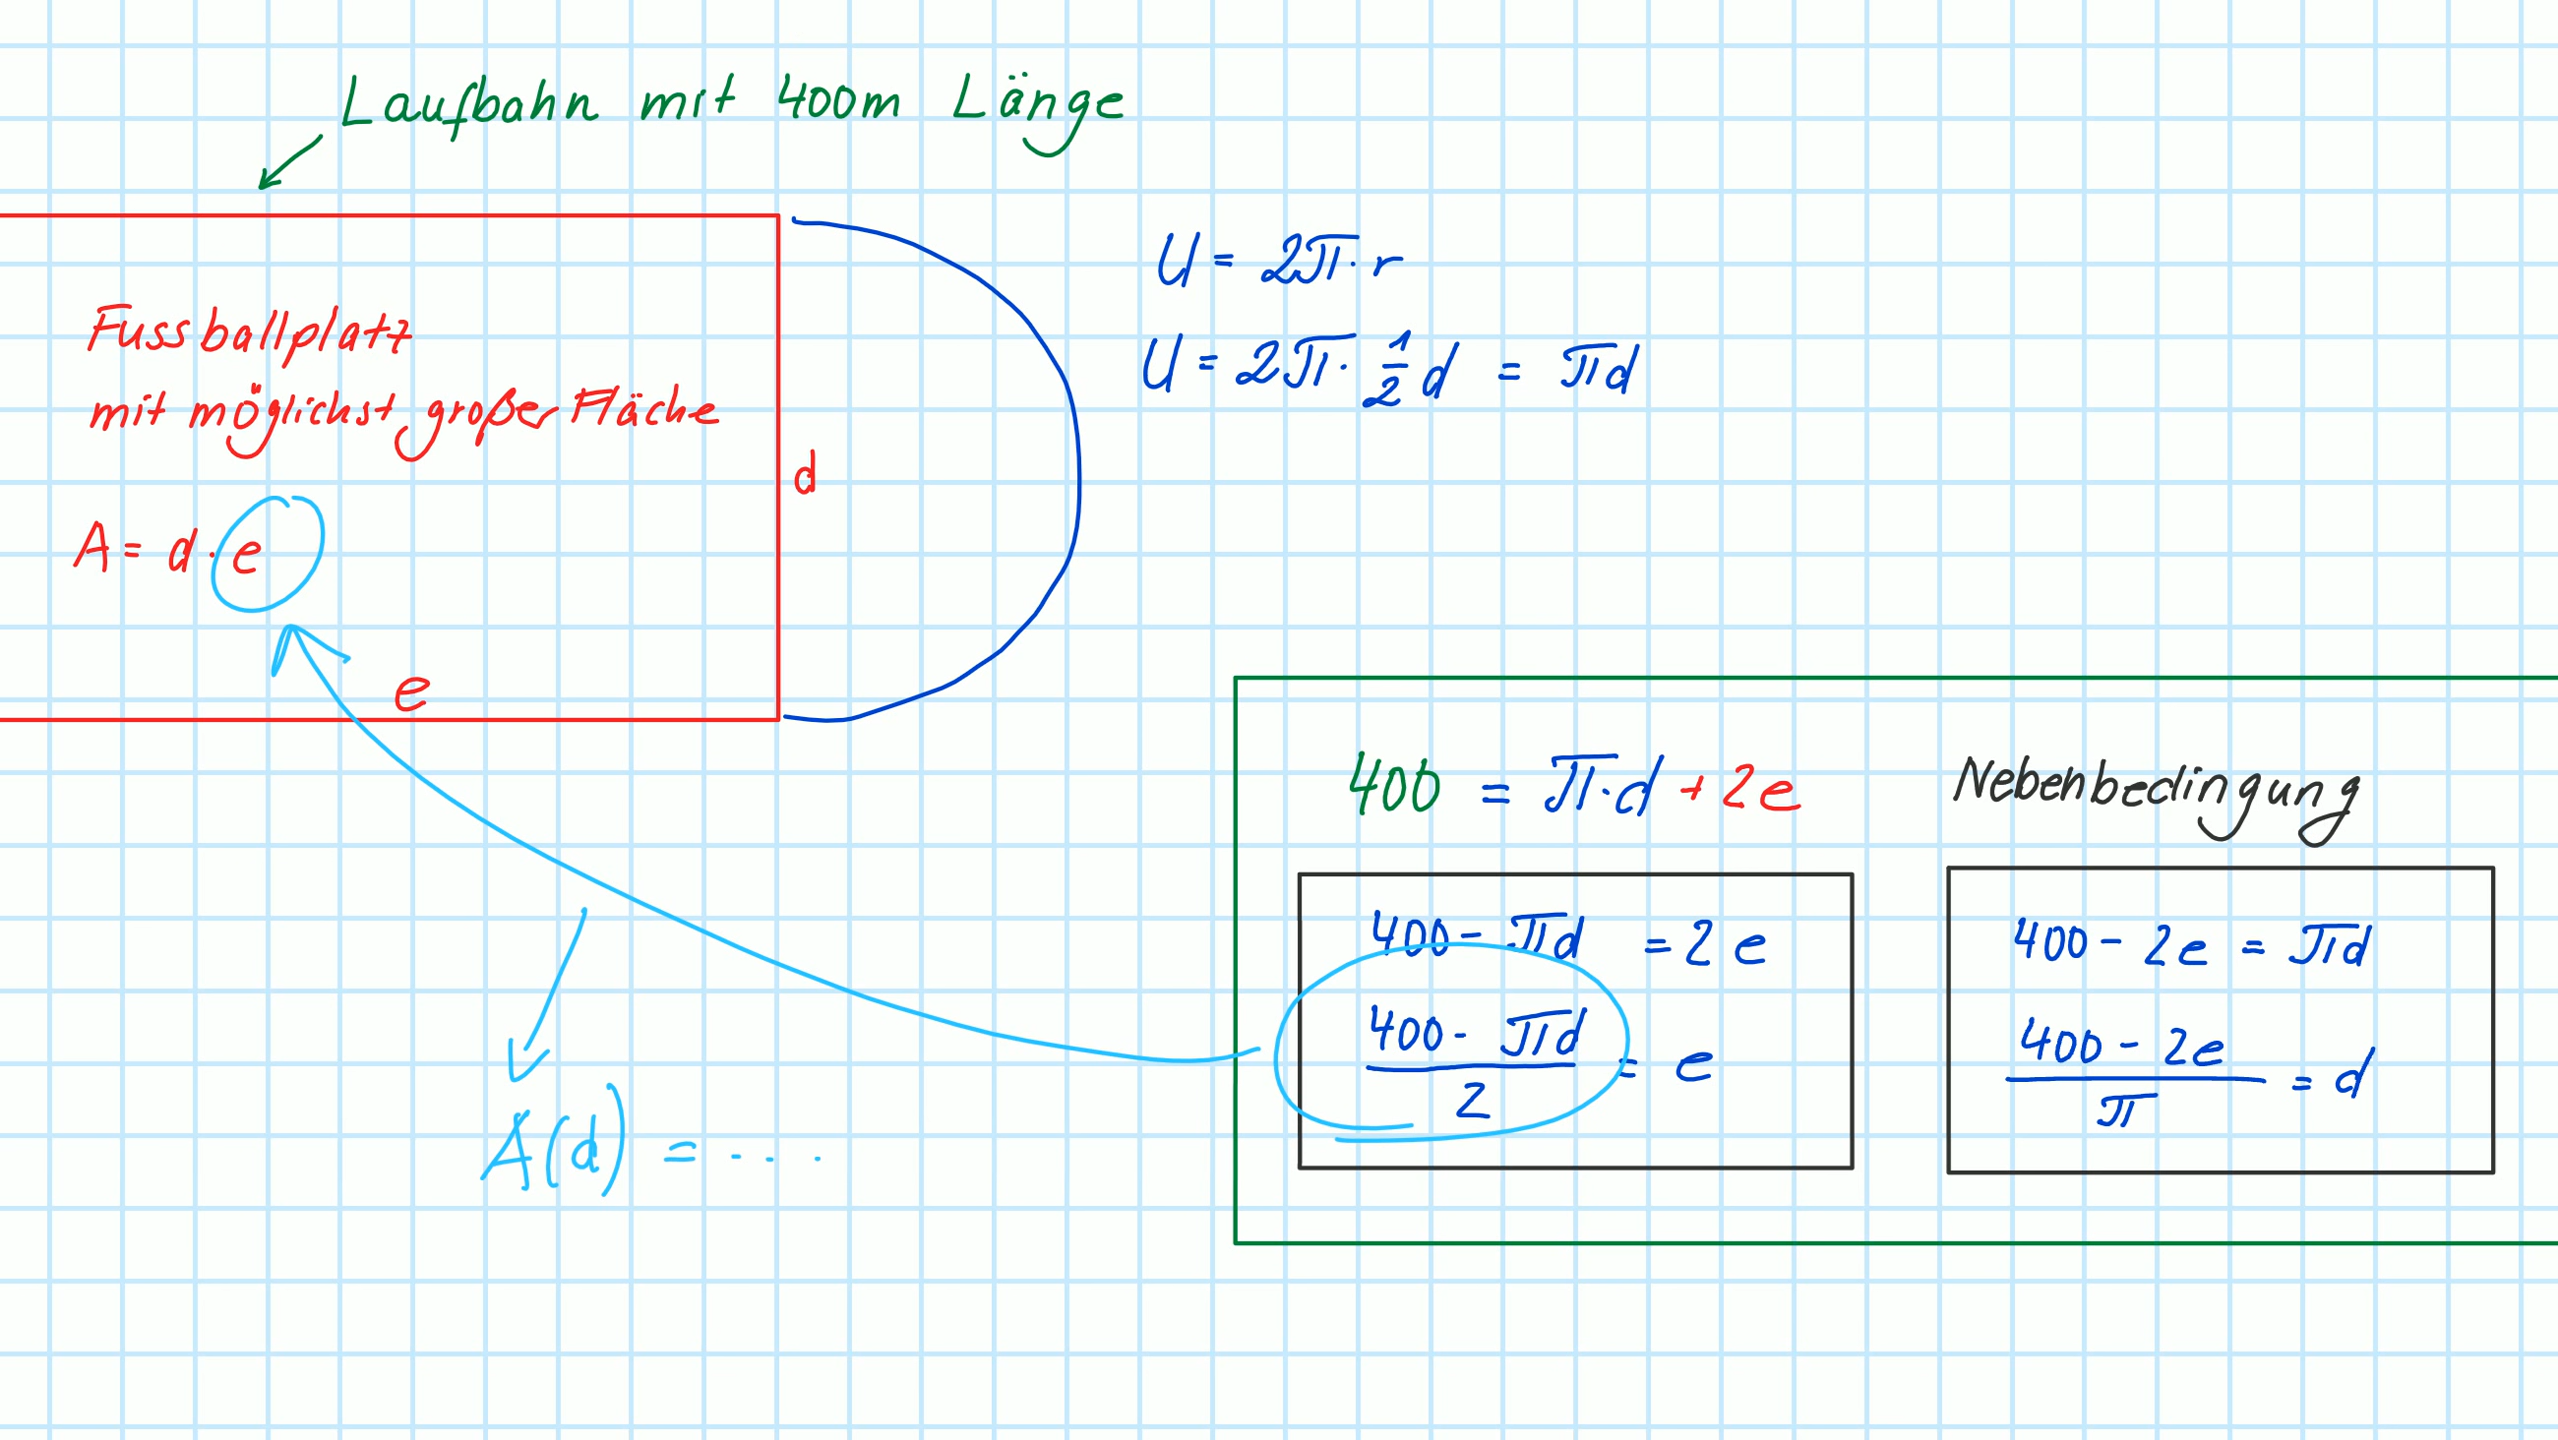 Laufbahn mit 400m Länge
U = 2π · r
Fussballplatz
U = 2π · 1/2 d = πd
mit möglichst großer Fläche
d
A = d · e
e
400 = π · d + 2e
Nebenbedingung
400 - πd = 2e
(400 - πd)/2 = e
400 - 2e = πd
(400 - 2e)/π = d
A(d) = - - - -